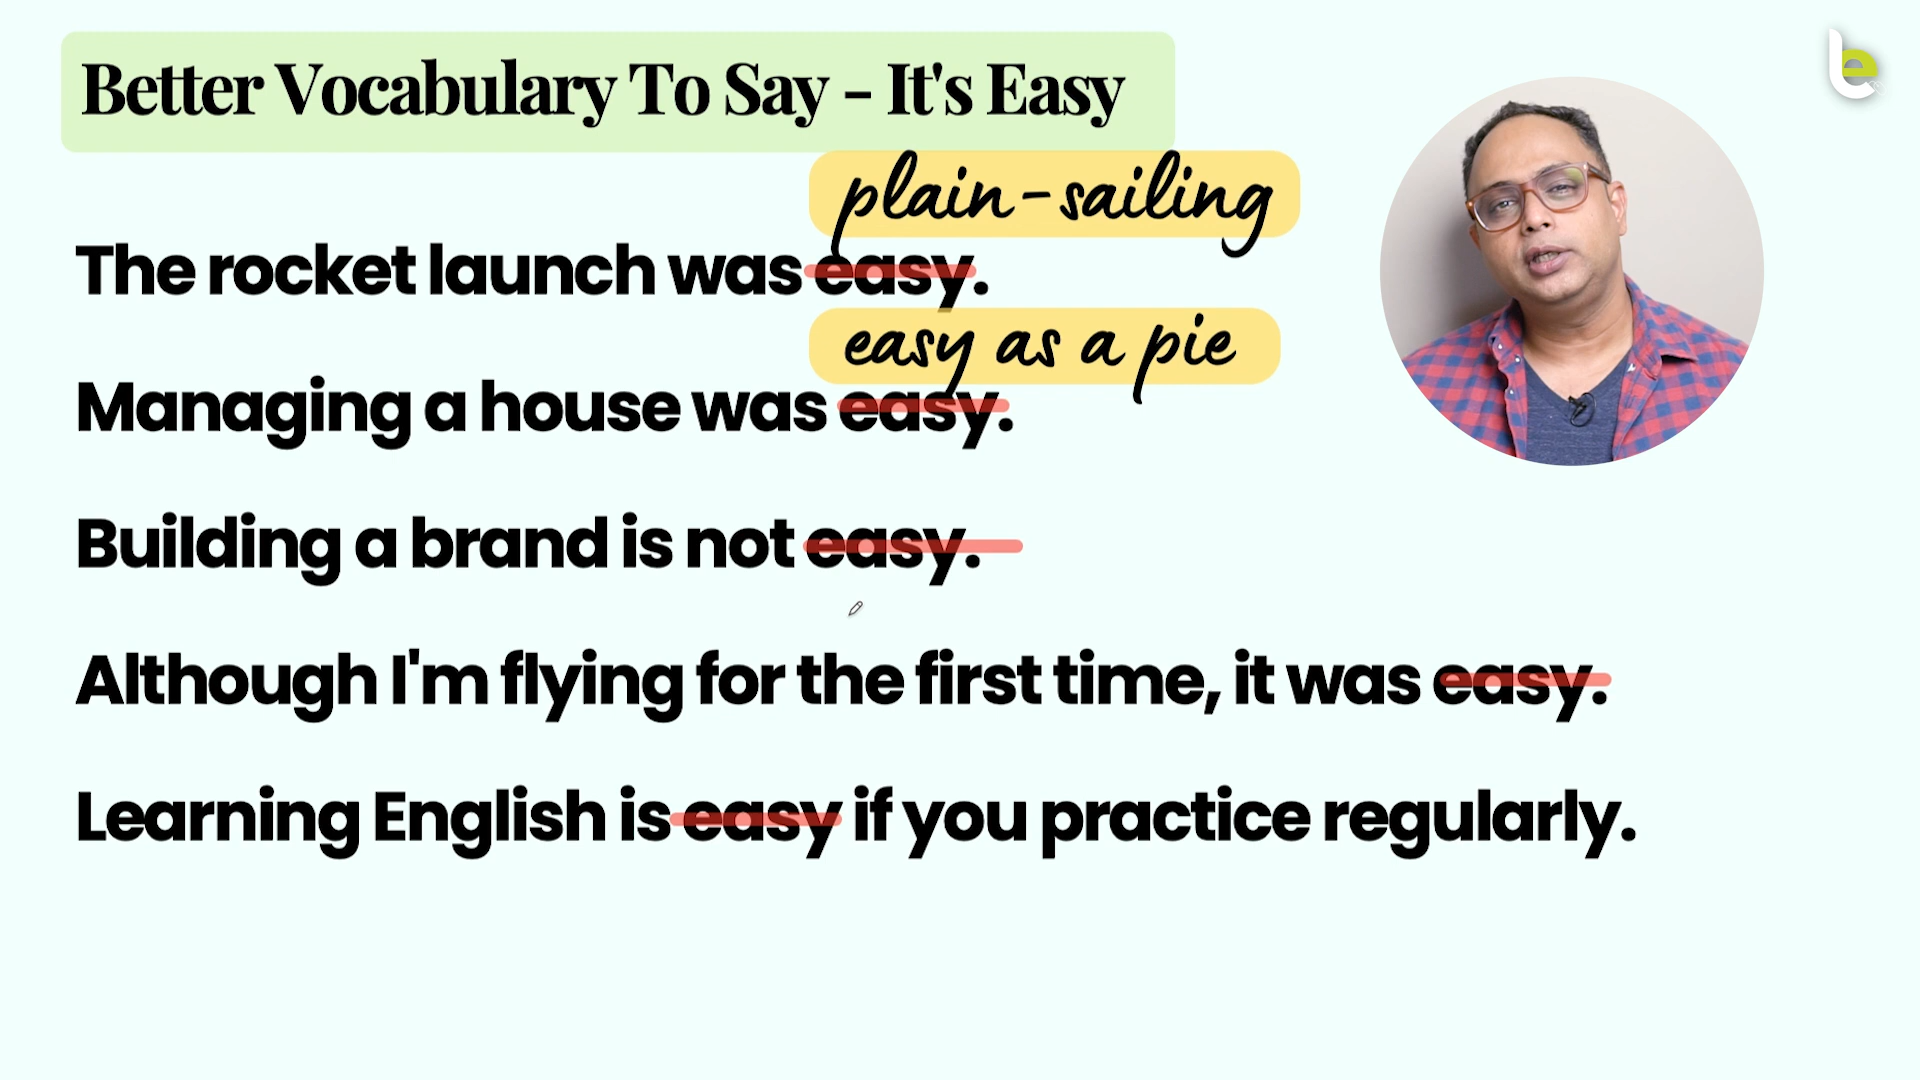 Better Vocabulary To Say - It's Easy
plain-sailing
The rocket launch was easy.
easy as a pie
Managing a house was easy.
Building a brand is not easy.
Although I'm flying for the first time, it was easy.
Learning English is easy if you practice regularly.